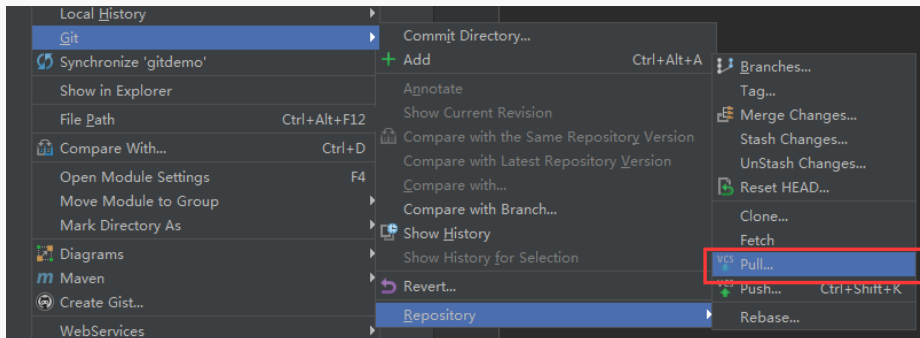 Local History
Git
Synchronize 'gitdemo'
Show in Explorer
File Path Ctrl+Alt+F12
Compare With... Ctrl+D
Open Module Settings F4
Move Module to Group
Mark Directory As
Diagrams
Maven
Create Gist...
WebServices
Commit Directory...
Add Ctrl+Alt+A
Annotate
Show Current Revision
Compare with the Same Repository Version
Compare with Latest Repository Version
Compare with...
Compare with Branch...
Show History
Show History for Selection
Revert...
Repository
Branches...
Tag...
Merge Changes...
Stash Changes...
UnStash Changes...
Reset HEAD...
Clone...
Fetch
VCS Pull...
VCS Push... Ctrl+Shift+K
Rebase...